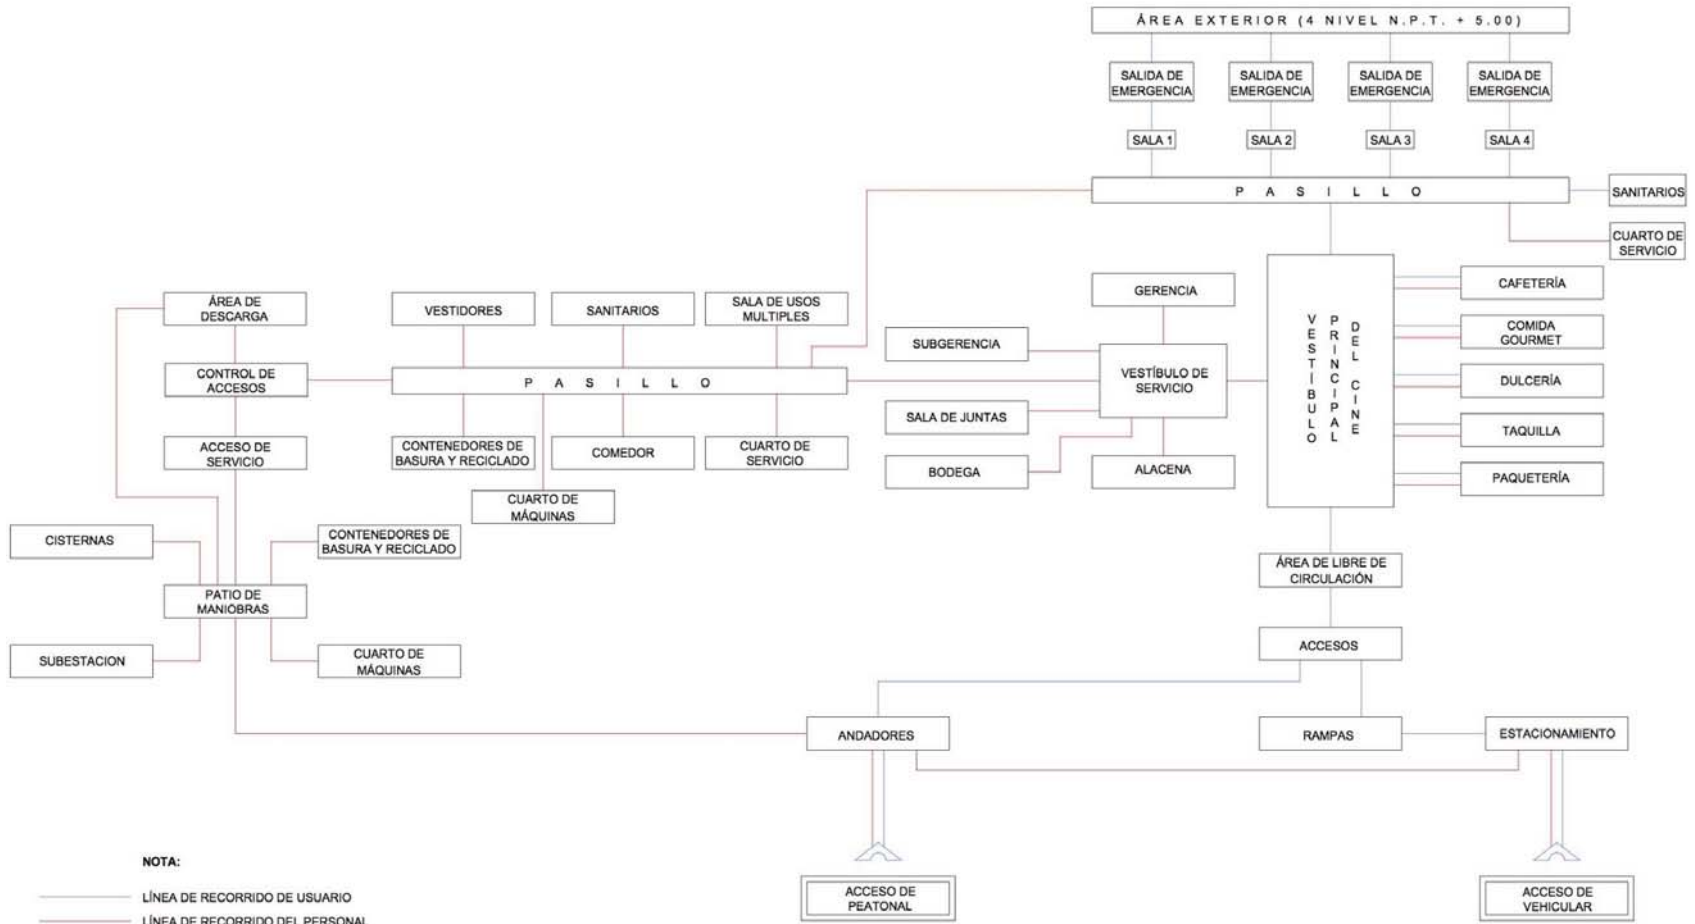 ÁREA EXTERIOR (4 NIVEL N.P.T. + 5.00)
SALIDA DE
EMERGENCIA
SALIDA DE
EMERGENCIA
SALIDA DE
EMERGENCIA
SALIDA DE
EMERGENCIA
SALA 1
SALA 2
SALA 3
SALA 4
PASILLO
SANITARIOS
CUARTO DE
SERVICIO
VESTÍBULO
PRINCIPAL
DEL CINE
CAFETERÍA
COMIDA
GOURMET
DULCERÍA
TAQUILLA
PAQUETERÍA
GERENCIA
SUBGERENCIA
VESTÍBULO DE
SERVICIO
SALA DE JUNTAS
BODEGA
ALACENA
ÁREA DE
DESCARGA
VESTIDORES
SANITARIOS
SALA DE USOS
MULTIPLES
CONTROL DE
ACCESOS
PASILLO
ACCESO DE
SERVICIO
CONTENEDORES DE
BASURA Y RECICLADO
COMEDOR
CUARTO DE
SERVICIO
CUARTO DE
MÁQUINAS
CISTERNAS
CONTENEDORES DE
BASURA Y RECICLADO
PATIO DE
MANIOBRAS
SUBESTACION
CUARTO DE
MÁQUINAS
ÁREA DE LIBRE DE
CIRCULACIÓN
ACCESOS
ANDADORES
RAMPAS
ESTACIONAMIENTO
ACCESO DE
PEATONAL
ACCESO DE
VEHICULAR
NOTA:
LÍNEA DE RECORRIDO DE USUARIO
LÍNEA DE RECORRIDO DEL PERSONAL